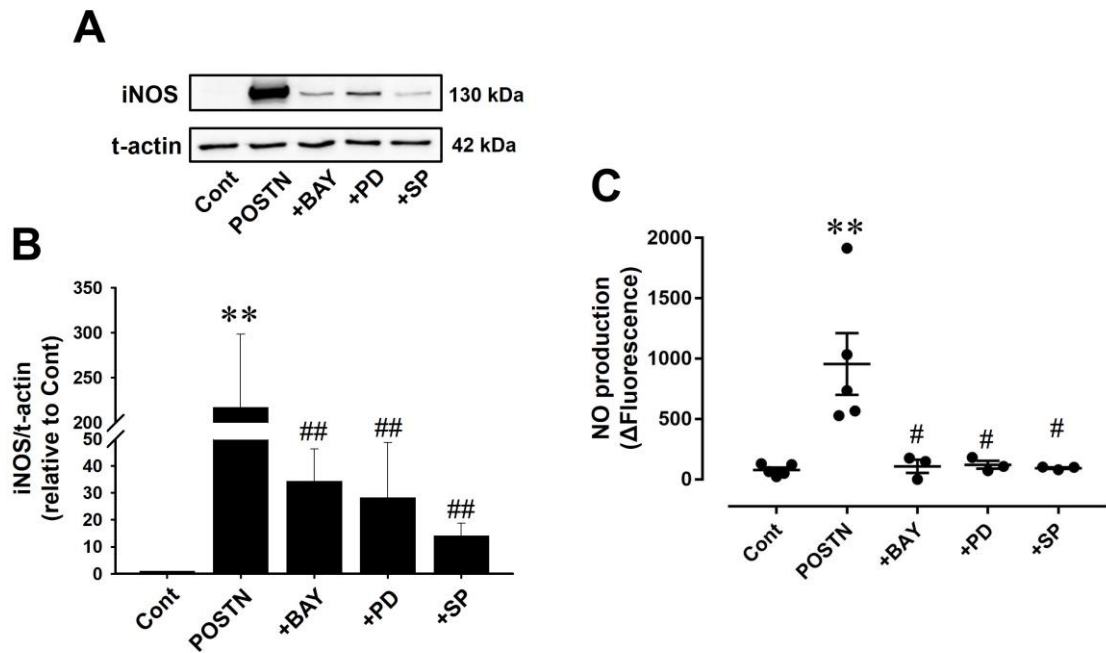 A
iNOS
130 kDa
t-actin
42 kDa
Cont POSTN +BAY +PD +SP
B
iNOS/t-actin
(relative to Cont)
350
300
250
200
50
40
30
20
10
0
**
##
##
##
Cont POSTN +BAY +PD +SP
C
NO production
(ΔFluorescence)
2000
1500
1000
500
0
**
#
#
#
Cont POSTN +BAY +PD +SP